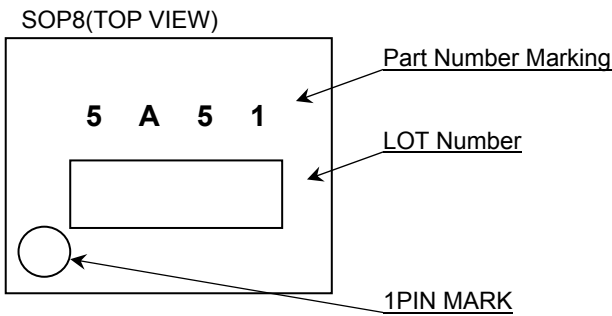 SOP8(TOP VIEW)
Part Number Marking
5 A 5 1
LOT Number
1PIN MARK